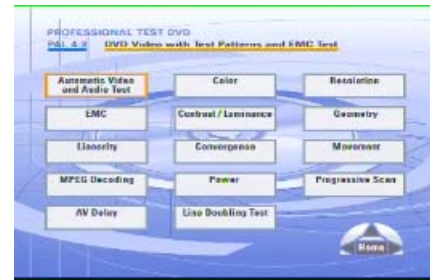 PROFESSIONAL TEST DVD
PAL 4:3 DVD Video with Test Patterns and EMC Test
Automatic Video
and Audio Test
Color
Resolution
EMC
Contrast / Luminance
Geometry
Linearity
Convergence
Movement
MPEG Decoding
Power
Progressive Scan
AV Delay
Line Doubling Test
Home